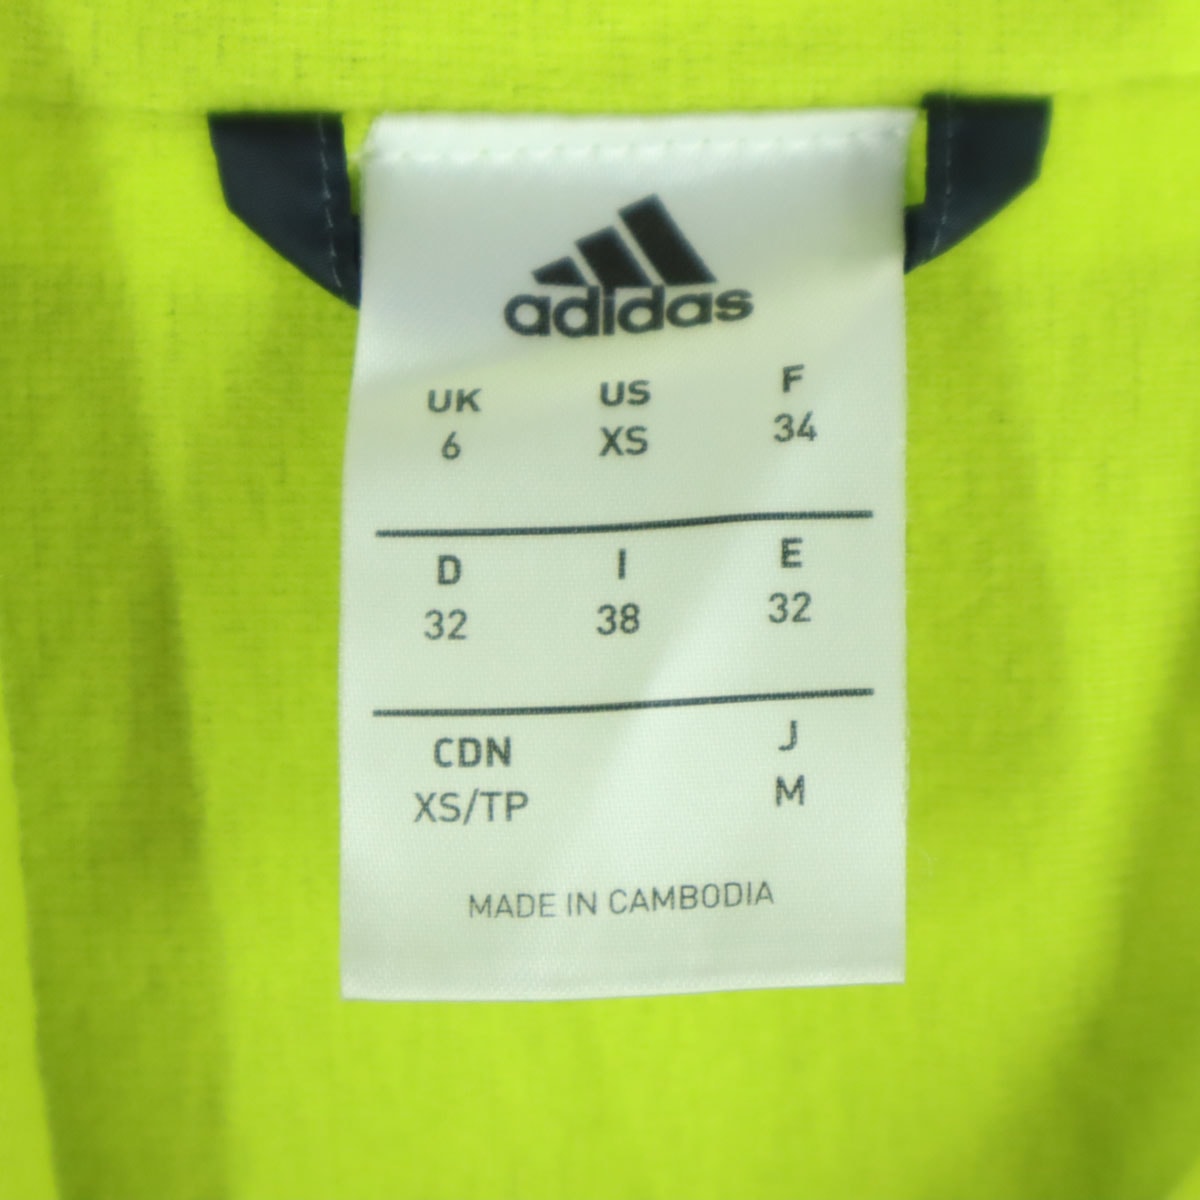 adidas
UK US F
6 XS 34
D I E
32 38 32
CDN J
XS/TP M
MADE IN CAMBODIA